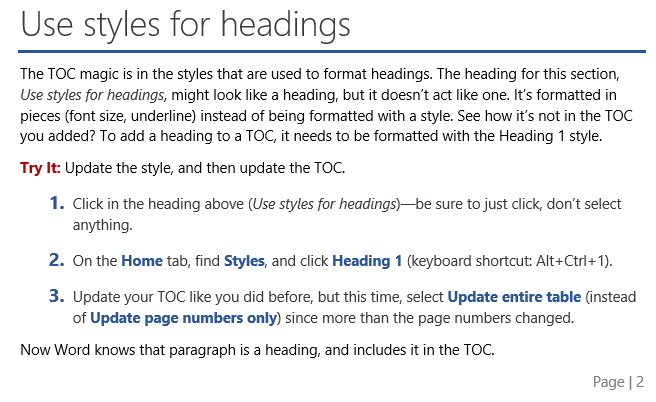 Use styles for headings
The TOC magic is in the styles that are used to format headings. The heading for this section,
Use styles for headings, might look like a heading, but it doesn't act like one. It's formatted in
pieces (font size, underline) instead of being formatted with a style. See how it's not in the TOC
you added? To add a heading to a TOC, it needs to be formatted with the Heading 1 style.
Try It: Update the style, and then update the TOC.
1. Click in the heading above (Use styles for headings)—be sure to just click, don't select
anything.
2. On the Home tab, find Styles, and click Heading 1 (keyboard shortcut: Alt+Ctrl+1).
3. Update your TOC like you did before, but this time, select Update entire table (instead
of Update page numbers only) since more than the page numbers changed.
Now Word knows that paragraph is a heading, and includes it in the TOC.
Page | 2